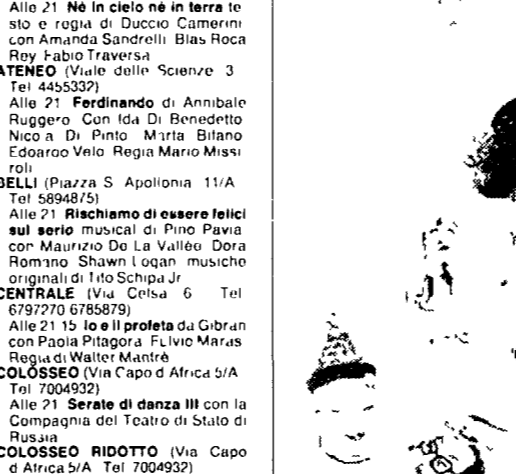 Alle 21 Né in cielo né in terra te
sto e regia di Duccio Camerini
con Amanda Sandrelli Blas Roca
Rey Fabio Traversa
ATENEO (Viale delle Scienze 3
Tel 4455332)
Alle 21 Ferdinando di Annibale
Ruggero Con Ida Di Benedetto
Nicola Di Pinto Marta Bifano
Edoardo Velo Regia Mario Missi
roli
BELLI (Piazza S Apollonia 11/A
Tel 5894875)
Alle 21 Rischiamo di essere felici
sul serio musical di Pino Pavia
con Maurizio De La Vallée Dora
Romano Shawn Logan musiche
originali di Tito Schipa Jr
CENTRALE (Via Celsa 6 Tel
6797270 6785879)
Alle 21 15 Io e il profeta da Gibran
con Paola Pitagora Fulvio Maras
Regia di Walter Mantré
COLOSSEO (Via Capo d Africa 5/A
Tel 7004932)
Alle 21 Serate di danza III con la
Compagnia del Teatro di Stato di
Russia
COLOSSEO RIDOTTO (Via Capo
d Africa 5/A Tel 7004932)